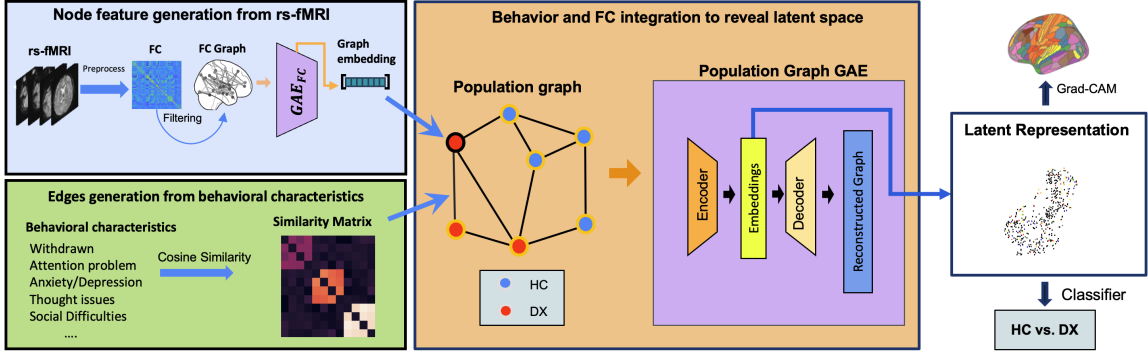 Node feature generation from rs-fMRI
rs-fMRI
Preprocess
FC
Filtering
FC Graph
GAE_FC
Graph
embedding
Edges generation from behavioral characteristics
Behavioral characteristics
Withdrawn
Attention problem
Anxiety/Depression
Thought issues
Social Difficulties
....
Cosine Similarity
Similarity Matrix
Behavior and FC integration to reveal latent space
Population graph
HC
DX
Population Graph GAE
Encoder
Embeddings
Decoder
Reconstructed Graph
Grad-CAM
Latent Representation
Classifier
HC vs. DX